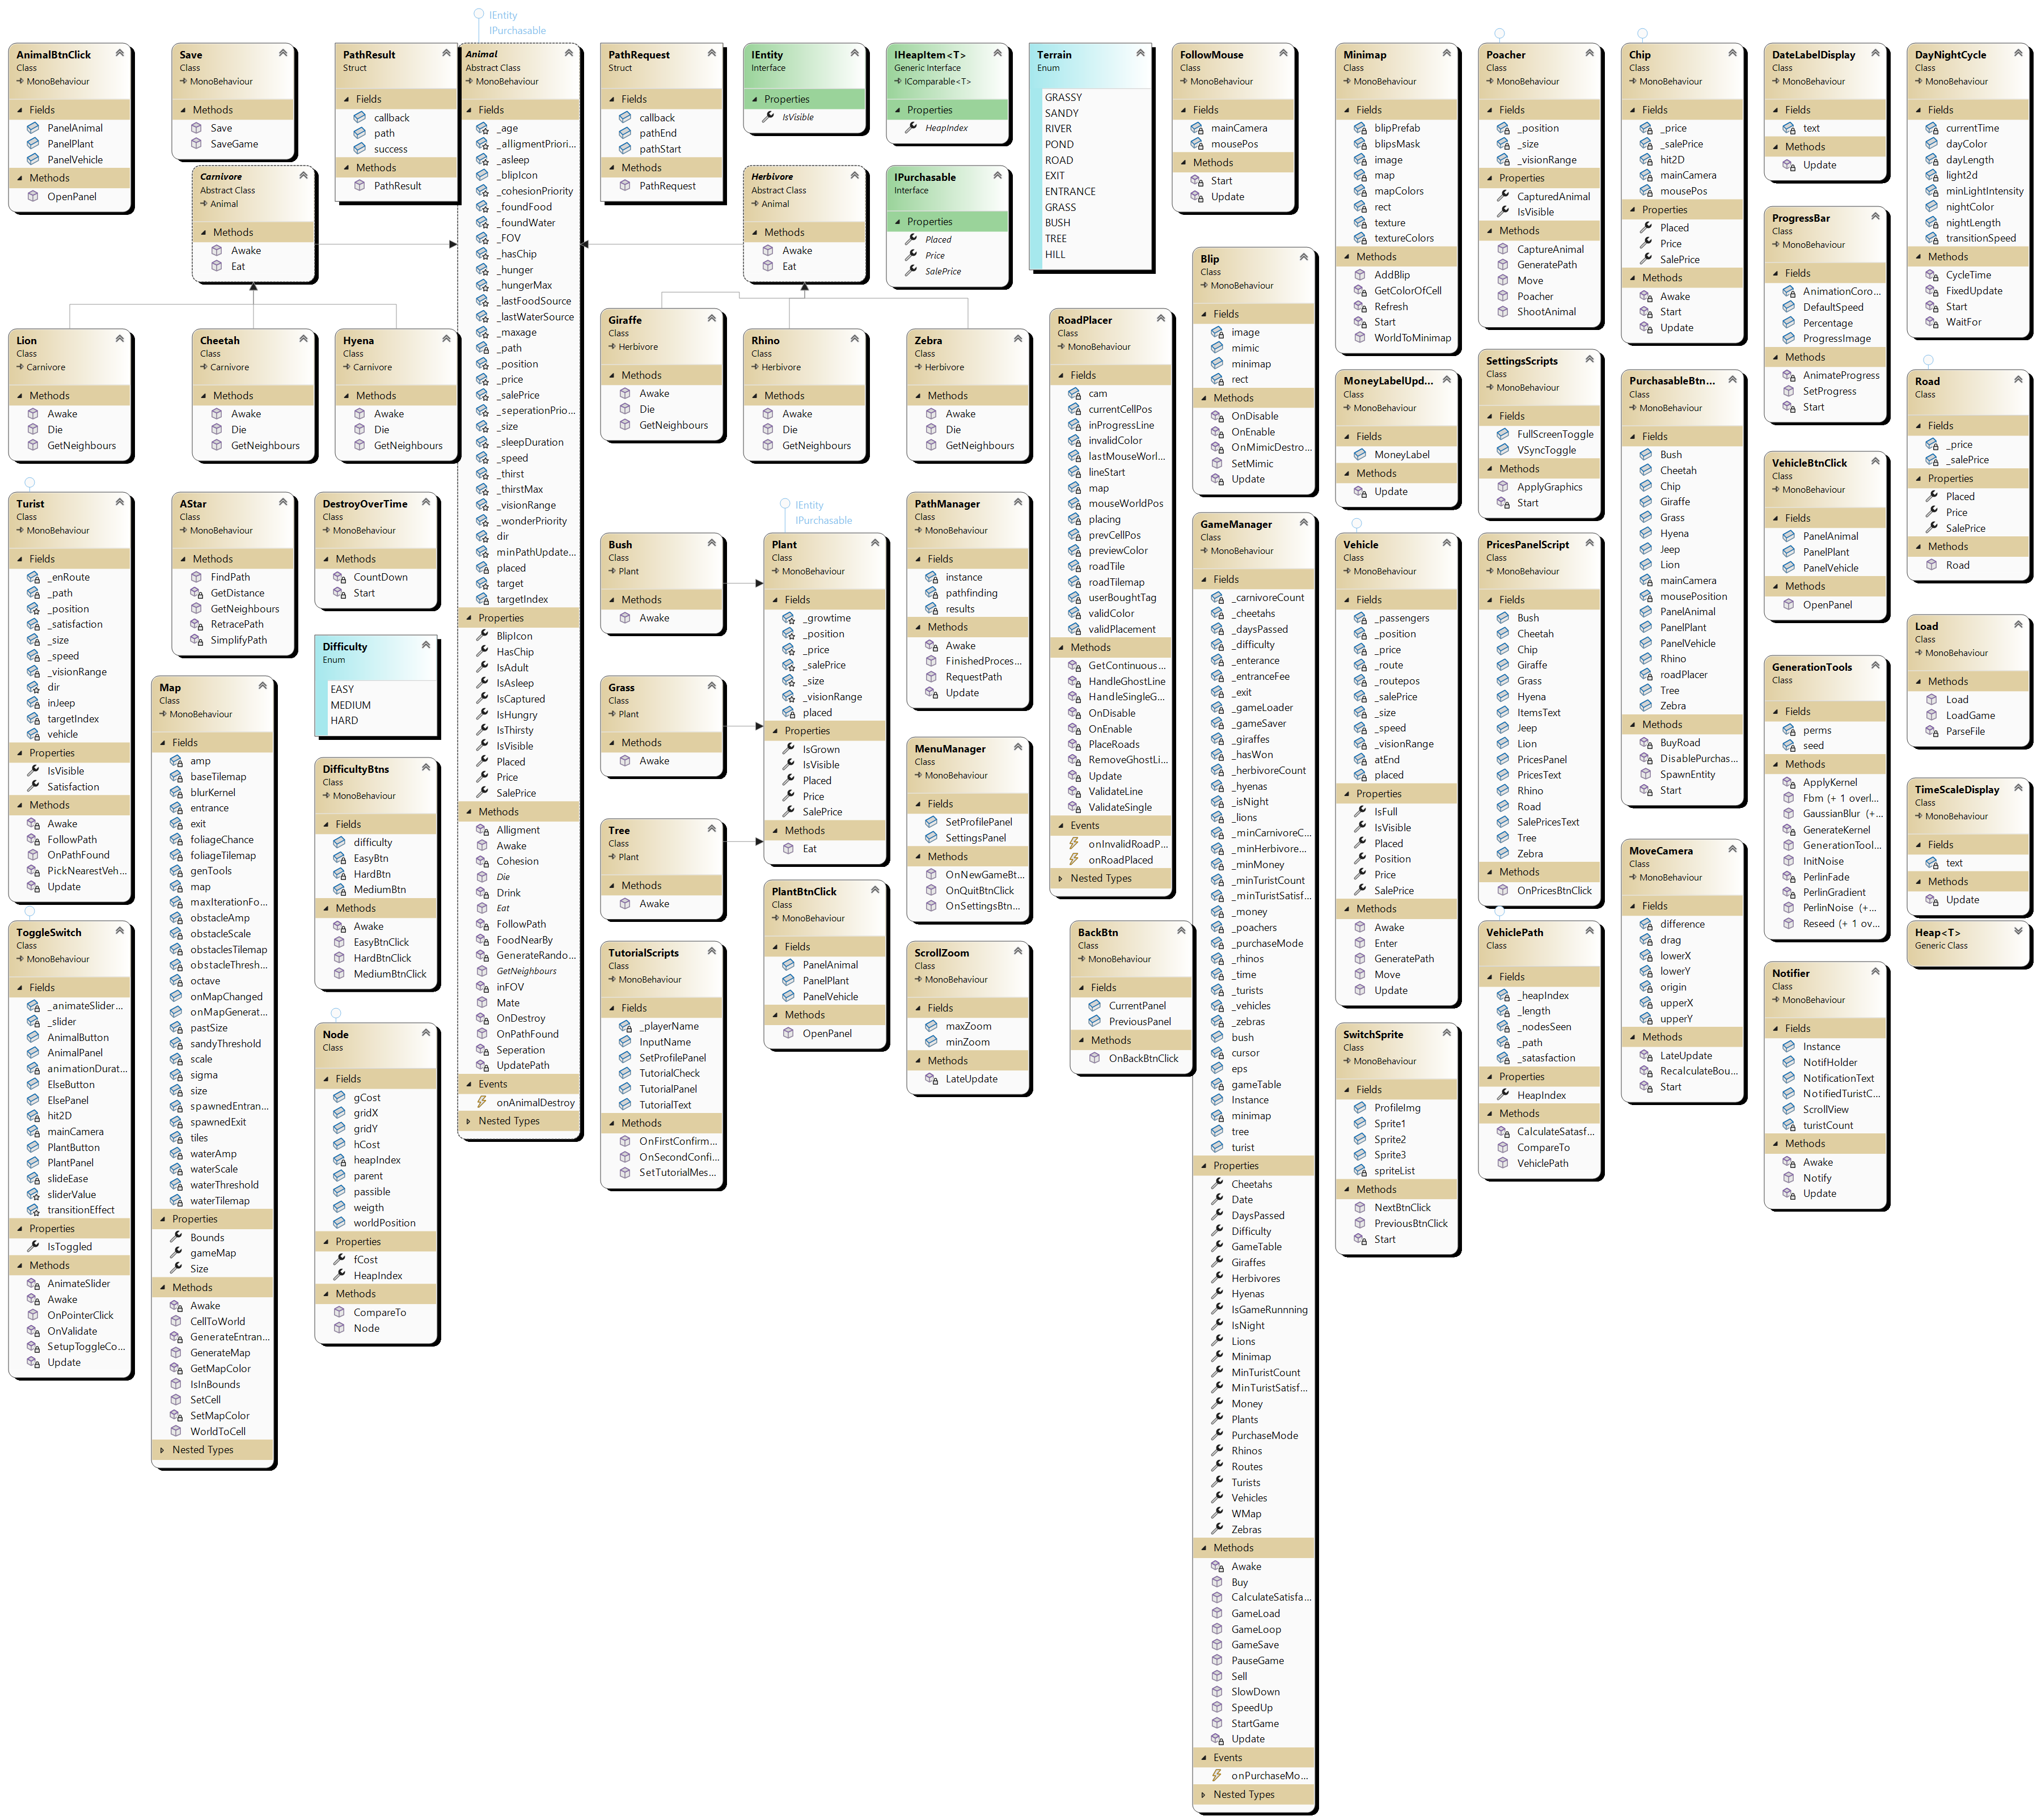 IEntity
IPurchasable
AnimalBtnClick
Class
MonoBehaviour
Fields
PanelAnimal
PanelPlant
PanelVehicle
Methods
OpenPanel
Save
Class
MonoBehaviour
Methods
Save
SaveGame
PathResult
Struct
Fields
callback
path
success
Methods
PathResult
Animal
Abstract Class
MonoBehaviour
Fields
_age
_alligmentPriori...
_asleep
_blipIcon
_cohesionPriority
_foundFood
_foundWater
_FOV
_hasChip
_hunger
_hungerMax
_lastFoodSource
_lastWaterSource
_maxage
_path
_position
_price
_salePrice
_seperationPrio...
_size
_sleepDuration
_speed
_thirst
_thirstMax
_visionRange
_wonderPriority
dir
minPathUpdate...
placed
target
targetIndex
Properties
BlipIcon
HasChip
IsAdult
IsAsleep
IsCaptured
IsHungry
IsThirsty
IsVisible
Placed
Price
SalePrice
Methods
Alligment
Awake
Cohesion
Die
Drink
Eat
FollowPath
FoodNearBy
GenerateRando...
GetNeighbours
inFOV
Mate
OnDestroy
OnPathFound
Seperation
UpdatePath
Events
onAnimalDestroy
Nested Types
PathRequest
Struct
Fields
callback
pathEnd
pathStart
Methods
PathRequest
IEntity
Interface
Properties
IsVisible
IHeapItem<T>
Generic Interface
IComparable<T>
Properties
HeapIndex
Terrain
Enum
GRASSY
SANDY
RIVER
POND
ROAD
EXIT
ENTRANCE
GRASS
BUSH
TREE
HILL
FollowMouse
Class
MonoBehaviour
Fields
mainCamera
mousePos
Methods
Start
Update
Minimap
Class
MonoBehaviour
Fields
blipPrefab
blipsMask
image
map
mapColors
rect
texture
textureColors
Methods
AddBlip
GetColorOfCell
Refresh
Start
WorldToMinimap
Poacher
Class
MonoBehaviour
Fields
_position
_size
_visionRange
Properties
CapturedAnimal
IsVisible
Methods
CaptureAnimal
GeneratePath
Move
Poacher
ShootAnimal
Chip
Class
MonoBehaviour
Fields
_price
_salePrice
hit2D
mainCamera
mousePos
Properties
Placed
Price
SalePrice
Methods
Awake
Start
Update
DateLabelDisplay
Class
MonoBehaviour
Fields
text
Methods
Update
DayNightCycle
Class
MonoBehaviour
Fields
currentTime
dayColor
dayLength
light2d
minLightIntensity
nightColor
nightLength
transitionSpeed
Methods
CycleTime
FixedUpdate
Start
WaitFor
Carnivore
Abstract Class
Animal
Methods
Awake
Eat
Herbivore
Abstract Class
Animal
Methods
Awake
Eat
IPurchasable
Interface
Properties
Placed
Price
SalePrice
ProgressBar
Class
MonoBehaviour
Fields
AnimationCoro...
DefaultSpeed
Percentage
ProgressImage
Methods
AnimateProgress
SetProgress
Start
Blip
Class
MonoBehaviour
Fields
image
mimic
minimap
rect
Methods
OnDisable
OnEnable
OnMimicDestro...
SetMimic
Update
Lion
Class
Carnivore
Methods
Awake
Die
GetNeighbours
Cheetah
Class
Carnivore
Methods
Awake
Die
GetNeighbours
Hyena
Class
Carnivore
Methods
Awake
Die
GetNeighbours
Giraffe
Class
Herbivore
Methods
Awake
Die
GetNeighbours
Rhino
Class
Herbivore
Methods
Awake
Die
GetNeighbours
Zebra
Class
Herbivore
Methods
Awake
Die
GetNeighbours
RoadPlacer
Class
MonoBehaviour
Fields
cam
currentCellPos
inProgressLine
invalidColor
lastMouseWorl...
lineStart
map
mouseWorldPos
placing
prevCellPos
previewColor
roadTile
roadTilemap
userBoughtTag
validColor
validPlacement
Methods
GetContinuous...
HandleGhostLine
HandleSingleG...
OnDisable
OnEnable
PlaceRoads
RemoveGhostLi...
Update
ValidateLine
ValidateSingle
Events
onInvalidRoadP...
onRoadPlaced
Nested Types
MoneyLabelUpd...
Class
MonoBehaviour
Fields
MoneyLabel
Methods
Update
SettingsScripts
Class
MonoBehaviour
Fields
FullScreenToggle
VSyncToggle
Methods
ApplyGraphics
Start
PurchasableBtn...
Class
MonoBehaviour
Fields
Bush
Cheetah
Chip
Giraffe
Grass
Hyena
Jeep
Lion
mainCamera
mousePosition
PanelAnimal
PanelPlant
PanelVehicle
Rhino
roadPlacer
Tree
Zebra
Methods
BuyRoad
DisablePurchas...
SpawnEntity
Start
Road
Class
MonoBehaviour
Fields
_price
_salePrice
Properties
Placed
Price
SalePrice
Methods
Road
VehicleBtnClick
Class
MonoBehaviour
Fields
PanelAnimal
PanelPlant
PanelVehicle
Methods
OpenPanel
Turist
Class
MonoBehaviour
Fields
_enRoute
_path
_position
_satisfaction
_size
_speed
_visionRange
dir
inJeep
targetIndex
vehicle
Properties
IsVisible
Satisfaction
Methods
Awake
FollowPath
OnPathFound
PickNearestVeh...
Update
AStar
Class
MonoBehaviour
Methods
FindPath
GetDistance
GetNeighbours
RetracePath
SimplifyPath
DestroyOverTime
Class
MonoBehaviour
Methods
CountDown
Start
Difficulty
Enum
EASY
MEDIUM
HARD
Bush
Class
Plant
Methods
Awake
IEntity
IPurchasable
Plant
Class
MonoBehaviour
Fields
_growtime
_position
_price
_salePrice
_size
_visionRange
placed
Properties
IsGrown
IsVisible
Placed
Price
SalePrice
Methods
Eat
PathManager
Class
MonoBehaviour
Fields
instance
pathfinding
results
Methods
Awake
FinishedProces...
RequestPath
Update
GameManager
Class
MonoBehaviour
Fields
_carnivoreCount
_cheetahs
_daysPassed
_difficulty
_enterance
_entranceFee
_exit
_gameLoader
_gameSaver
_giraffes
_hasWon
_herbivoreCount
_hyenas
_isNight
_lions
_minCarnivoreC...
_minHerbivore...
_minMoney
_minTuristCount
_minTuristSatisf...
_money
_poachers
_purchaseMode
_rhinos
_time
_turists
_vehicles
_zebras
bush
cursor
eps
gameTable
Instance
minimap
tree
turist
Properties
Cheetahs
Date
DaysPassed
Difficulty
GameTable
Giraffes
Herbivores
Hyenas
IsGameRunnning
IsNight
Lions
Minimap
MinTuristCount
MinTuristSatisf...
Money
Plants
PurchaseMode
Rhinos
Routes
Turists
Vehicles
WMap
Zebras
Methods
Awake
Buy
CalculateSatisfa...
GameLoad
GameLoop
GameSave
PauseGame
Sell
SlowDown
SpeedUp
StartGame
Update
Events
onPurchaseMo...
Nested Types
Vehicle
Class
MonoBehaviour
Fields
_passengers
_position
_price
_route
_routepos
_salePrice
_size
_speed
_visionRange
atEnd
placed
Properties
IsFull
IsVisible
Placed
Position
Price
SalePrice
Methods
Awake
Enter
GeneratePath
Move
Update
PricesPanelScript
Class
MonoBehaviour
Fields
Bush
Cheetah
Chip
Giraffe
Grass
Hyena
ItemsText
Jeep
Lion
PricesPanel
PricesText
Rhino
Road
SalePricesText
Tree
Zebra
Methods
OnPricesBtnClick
Load
Class
MonoBehaviour
Methods
Load
LoadGame
ParseFile
GenerationTools
Class
MonoBehaviour
Fields
perms
seed
Methods
ApplyKernel
Fbm (+ 1 overl...
GaussianBlur (+...
GenerateKernel
GenerationTool...
InitNoise
PerlinFade
PerlinGradient
PerlinNoise (+...
Reseed (+ 1 ov...
Map
Class
MonoBehaviour
Fields
amp
baseTilemap
blurKernel
entrance
exit
foliageChance
foliageTilemap
genTools
map
maxIterationFo...
obstacleAmp
obstacleScale
obstaclesTilemap
obstacleThresh...
octave
onMapChanged
onMapGenerat...
pastSize
sandyThreshold
scale
sigma
size
spawnedEntran...
spawnedExit
tiles
waterAmp
waterScale
waterThreshold
waterTilemap
Properties
Bounds
gameMap
Size
Methods
Awake
CellToWorld
GenerateEntran...
GenerateMap
GetMapColor
IsInBounds
SetCell
SetMapColor
WorldToCell
Nested Types
Grass
Class
Plant
Methods
Awake
MenuManager
Class
MonoBehaviour
Fields
SetProfilePanel
SettingsPanel
Methods
OnNewGameBt...
OnQuitBtnClick
OnSettingsBtn...
DifficultyBtns
Class
MonoBehaviour
Fields
difficulty
EasyBtn
HardBtn
MediumBtn
Methods
Awake
EasyBtnClick
HardBtnClick
MediumBtnClick
TimeScaleDisplay
Class
MonoBehaviour
Fields
text
Methods
Update
Tree
Class
Plant
Methods
Awake
MoveCamera
Class
MonoBehaviour
Fields
difference
drag
lowerX
lowerY
origin
upperX
upperY
Methods
LateUpdate
RecalculateBou...
Start
PlantBtnClick
Class
MonoBehaviour
Fields
PanelAnimal
PanelPlant
PanelVehicle
Methods
OpenPanel
ToggleSwitch
Class
MonoBehaviour
Fields
_animateSlider...
_slider
AnimalButton
AnimalPanel
animationDurat...
ElseButton
ElsePanel
hit2D
mainCamera
PlantButton
PlantPanel
slideEase
sliderValue
transitionEffect
Properties
IsToggled
Methods
AnimateSlider
Awake
OnPointerClick
OnValidate
SetupToggleCo...
Update
BackBtn
Class
MonoBehaviour
Fields
CurrentPanel
PreviousPanel
Methods
OnBackBtnClick
VehiclePath
Class
Fields
_heapIndex
_length
_nodesSeen
_path
_satasfaction
Properties
HeapIndex
Methods
CalculateSatasf...
CompareTo
VehiclePath
Heap<T>
Generic Class
TutorialScripts
Class
MonoBehaviour
Fields
_playerName
InputName
SetProfilePanel
TutorialCheck
TutorialPanel
TutorialText
Methods
OnFirstConfirm...
OnSecondConfi...
SetTutorialMes...
ScrollZoom
Class
MonoBehaviour
Fields
maxZoom
minZoom
Methods
LateUpdate
Notifier
Class
MonoBehaviour
Fields
Instance
NotifHolder
NotificationText
NotifiedTuristC...
ScrollView
turistCount
Methods
Awake
Notify
Update
Node
Class
Fields
gCost
gridX
gridY
hCost
heapIndex
parent
passible
weigth
worldPosition
Properties
fCost
HeapIndex
Methods
CompareTo
Node
SwitchSprite
Class
MonoBehaviour
Fields
ProfileImg
Sprite1
Sprite2
Sprite3
spriteList
Methods
NextBtnClick
PreviousBtnClick
Start